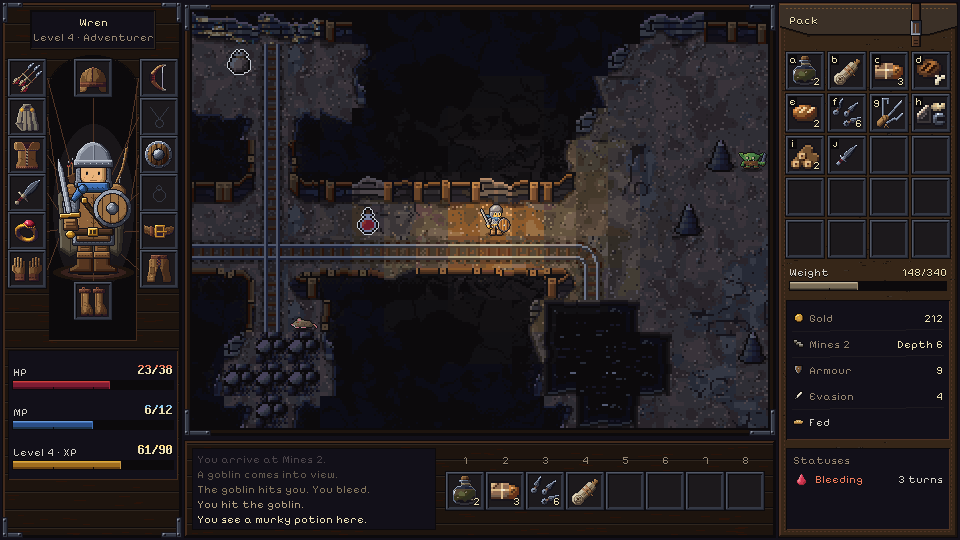 Wren
Level 4 · Adventurer
HP 23/38
MP 6/12
Level 4 · XP 61/90
You arrive at Mines 2.
A goblin comes into view.
The goblin hits you. You bleed.
You hit the goblin.
You see a murky potion here.
1 2 3 4 5 6 7 8
2 3 6
Pack
a 2 b c 3 d
e 2 f 6 g h
i 2 j
Weight 148/340
Gold 212
Mines 2 Depth 6
Armour 9
Evasion 4
Fed
Statuses
Bleeding 3 turns